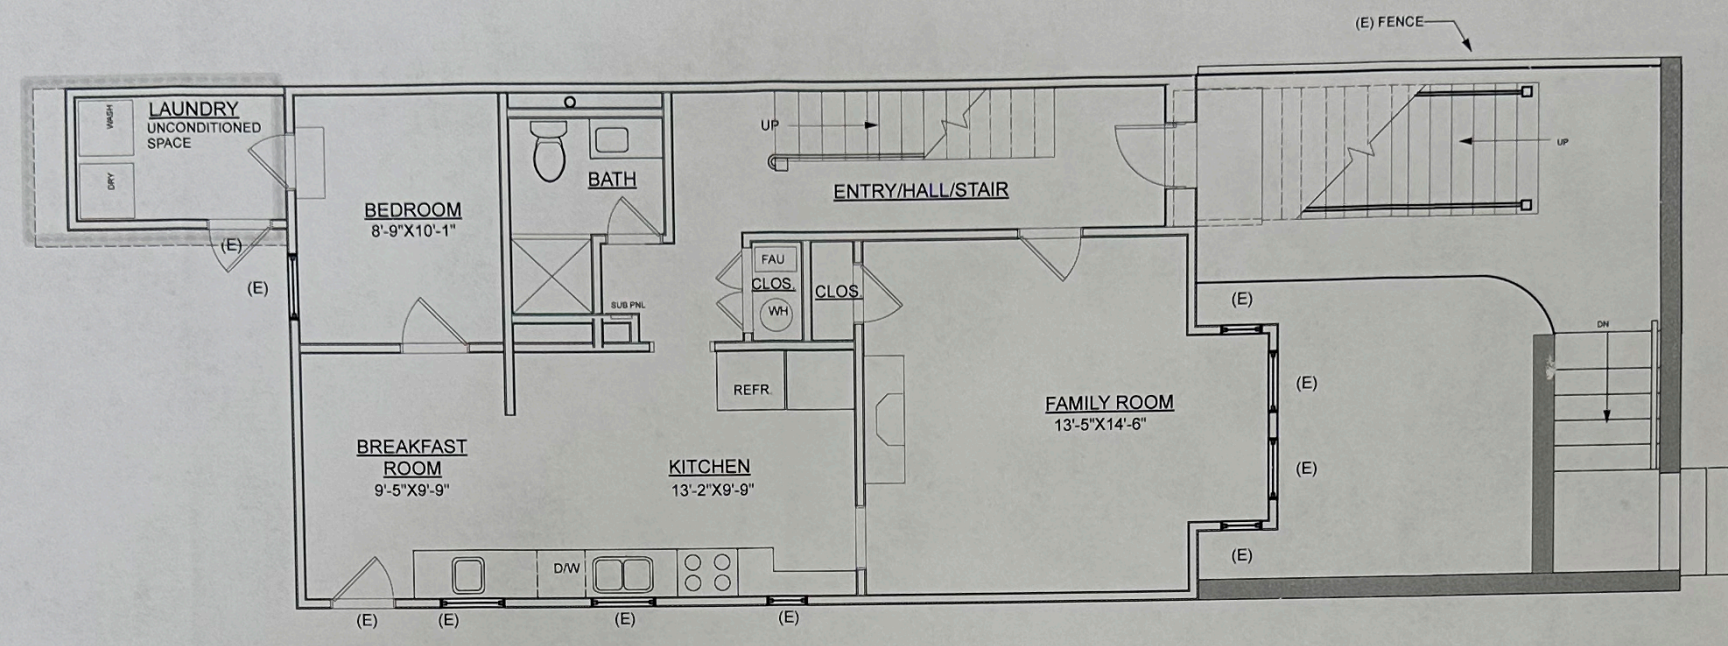 (E) FENCE
LAUNDRY
UNCONDITIONED
SPACE
WASH
DRY
(E)
(E)
BEDROOM
8'-9"X10'-1"
BATH
SUB PNL
UP
ENTRY/HALL/STAIR
UP
FAU
CLOS.
WH
CLOS.
REFR.
(E)
(E)
(E)
(E)
DN
FAMILY ROOM
13'-5"X14'-6"
BREAKFAST
ROOM
9'-5"X9'-9"
KITCHEN
13'-2"X9'-9"
D/W
(E)
(E)
(E)
(E)